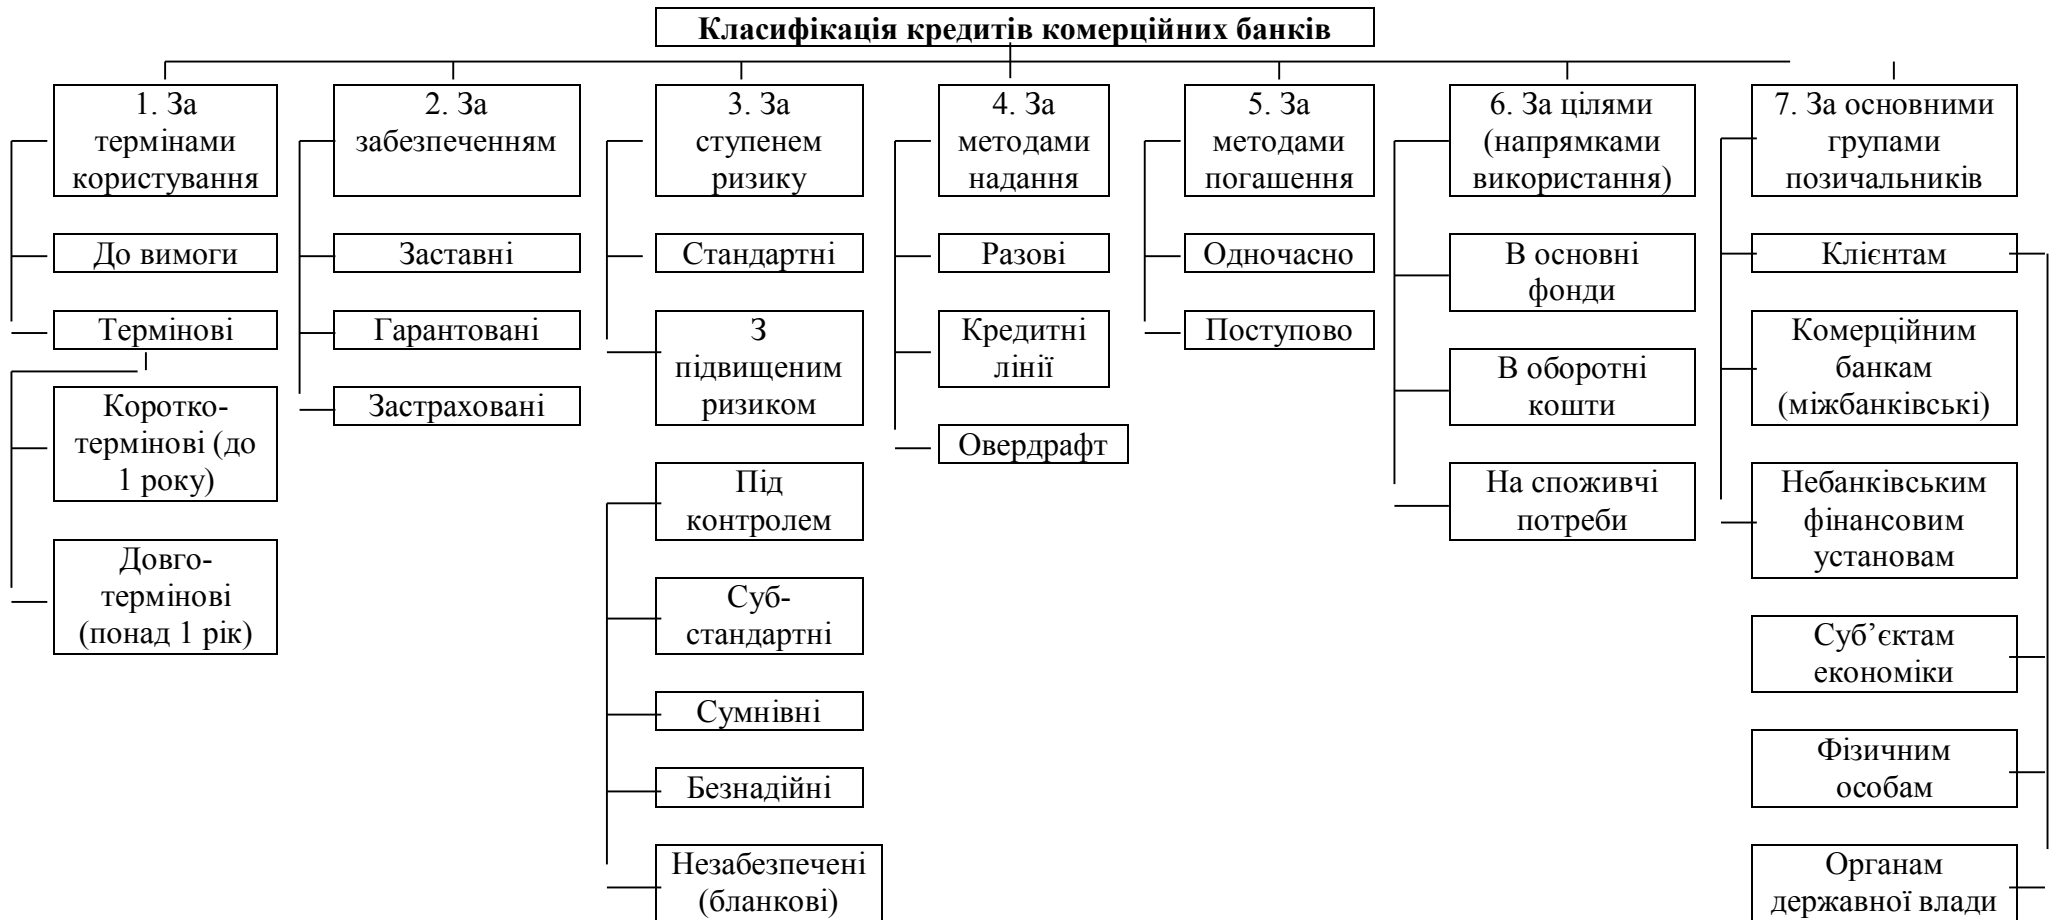 Класифікація кредитів комерційних банків
1. За
термінами
користування
До вимоги
Термінові
Коротко-
термінові (до
1 року)
Довго-
термінові
(понад 1 рік)
2. За
забезпеченням
Заставні
Гарантовані
Застраховані
3. За
ступенем
ризику
Стандартні
З
підвищеним
ризиком
Під
контролем
Суб-
стандартні
Сумнівні
Безнадійні
Незабезпечені
(бланкові)
4. За
методами
надання
Разові
Кредитні
лінії
Овердрафт
5. За
методами
погашення
Одночасно
Поступово
6. За цілями
(напрямками
використання)
В основні
фонди
В оборотні
кошти
На споживчі
потреби
7. За основними
групами
позичальників
Клієнтам
Комерційним
банкам
(міжбанківські)
Небанківським
фінансовим
установам
Суб’єктам
економіки
Фізичним
особам
Органам
державної влади